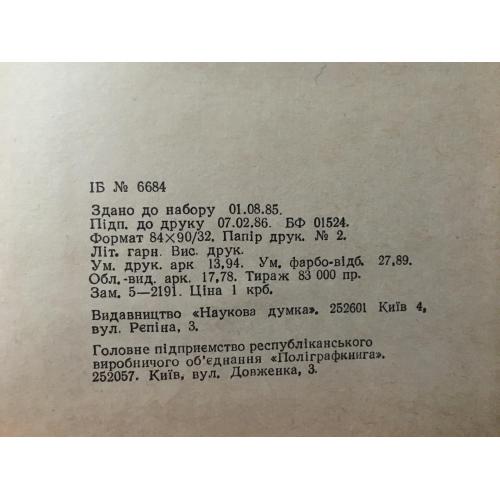 ІБ № 6684
Здано до набору 01.08.85.
Підп. до друку 07.02.86. БФ 01524.
Формат 84×90/32. Папір друк. № 2.
Літ. гарн. Вис. друк.
Ум. друк. арк 13,94. Ум. фарбо-відб. 27,89.
Обл.-вид. арк. 17,78. Тираж 83 000 пр.
Зам. 5—2191. Ціна 1 крб.
Видавництво «Наукова думка». 252601 Київ 4,
вул. Рєпіна, 3.
Головне підприємство республіканського
виробничого об'єднання «Поліграфкнига».
252057. Київ, вул. Довженка, 3.